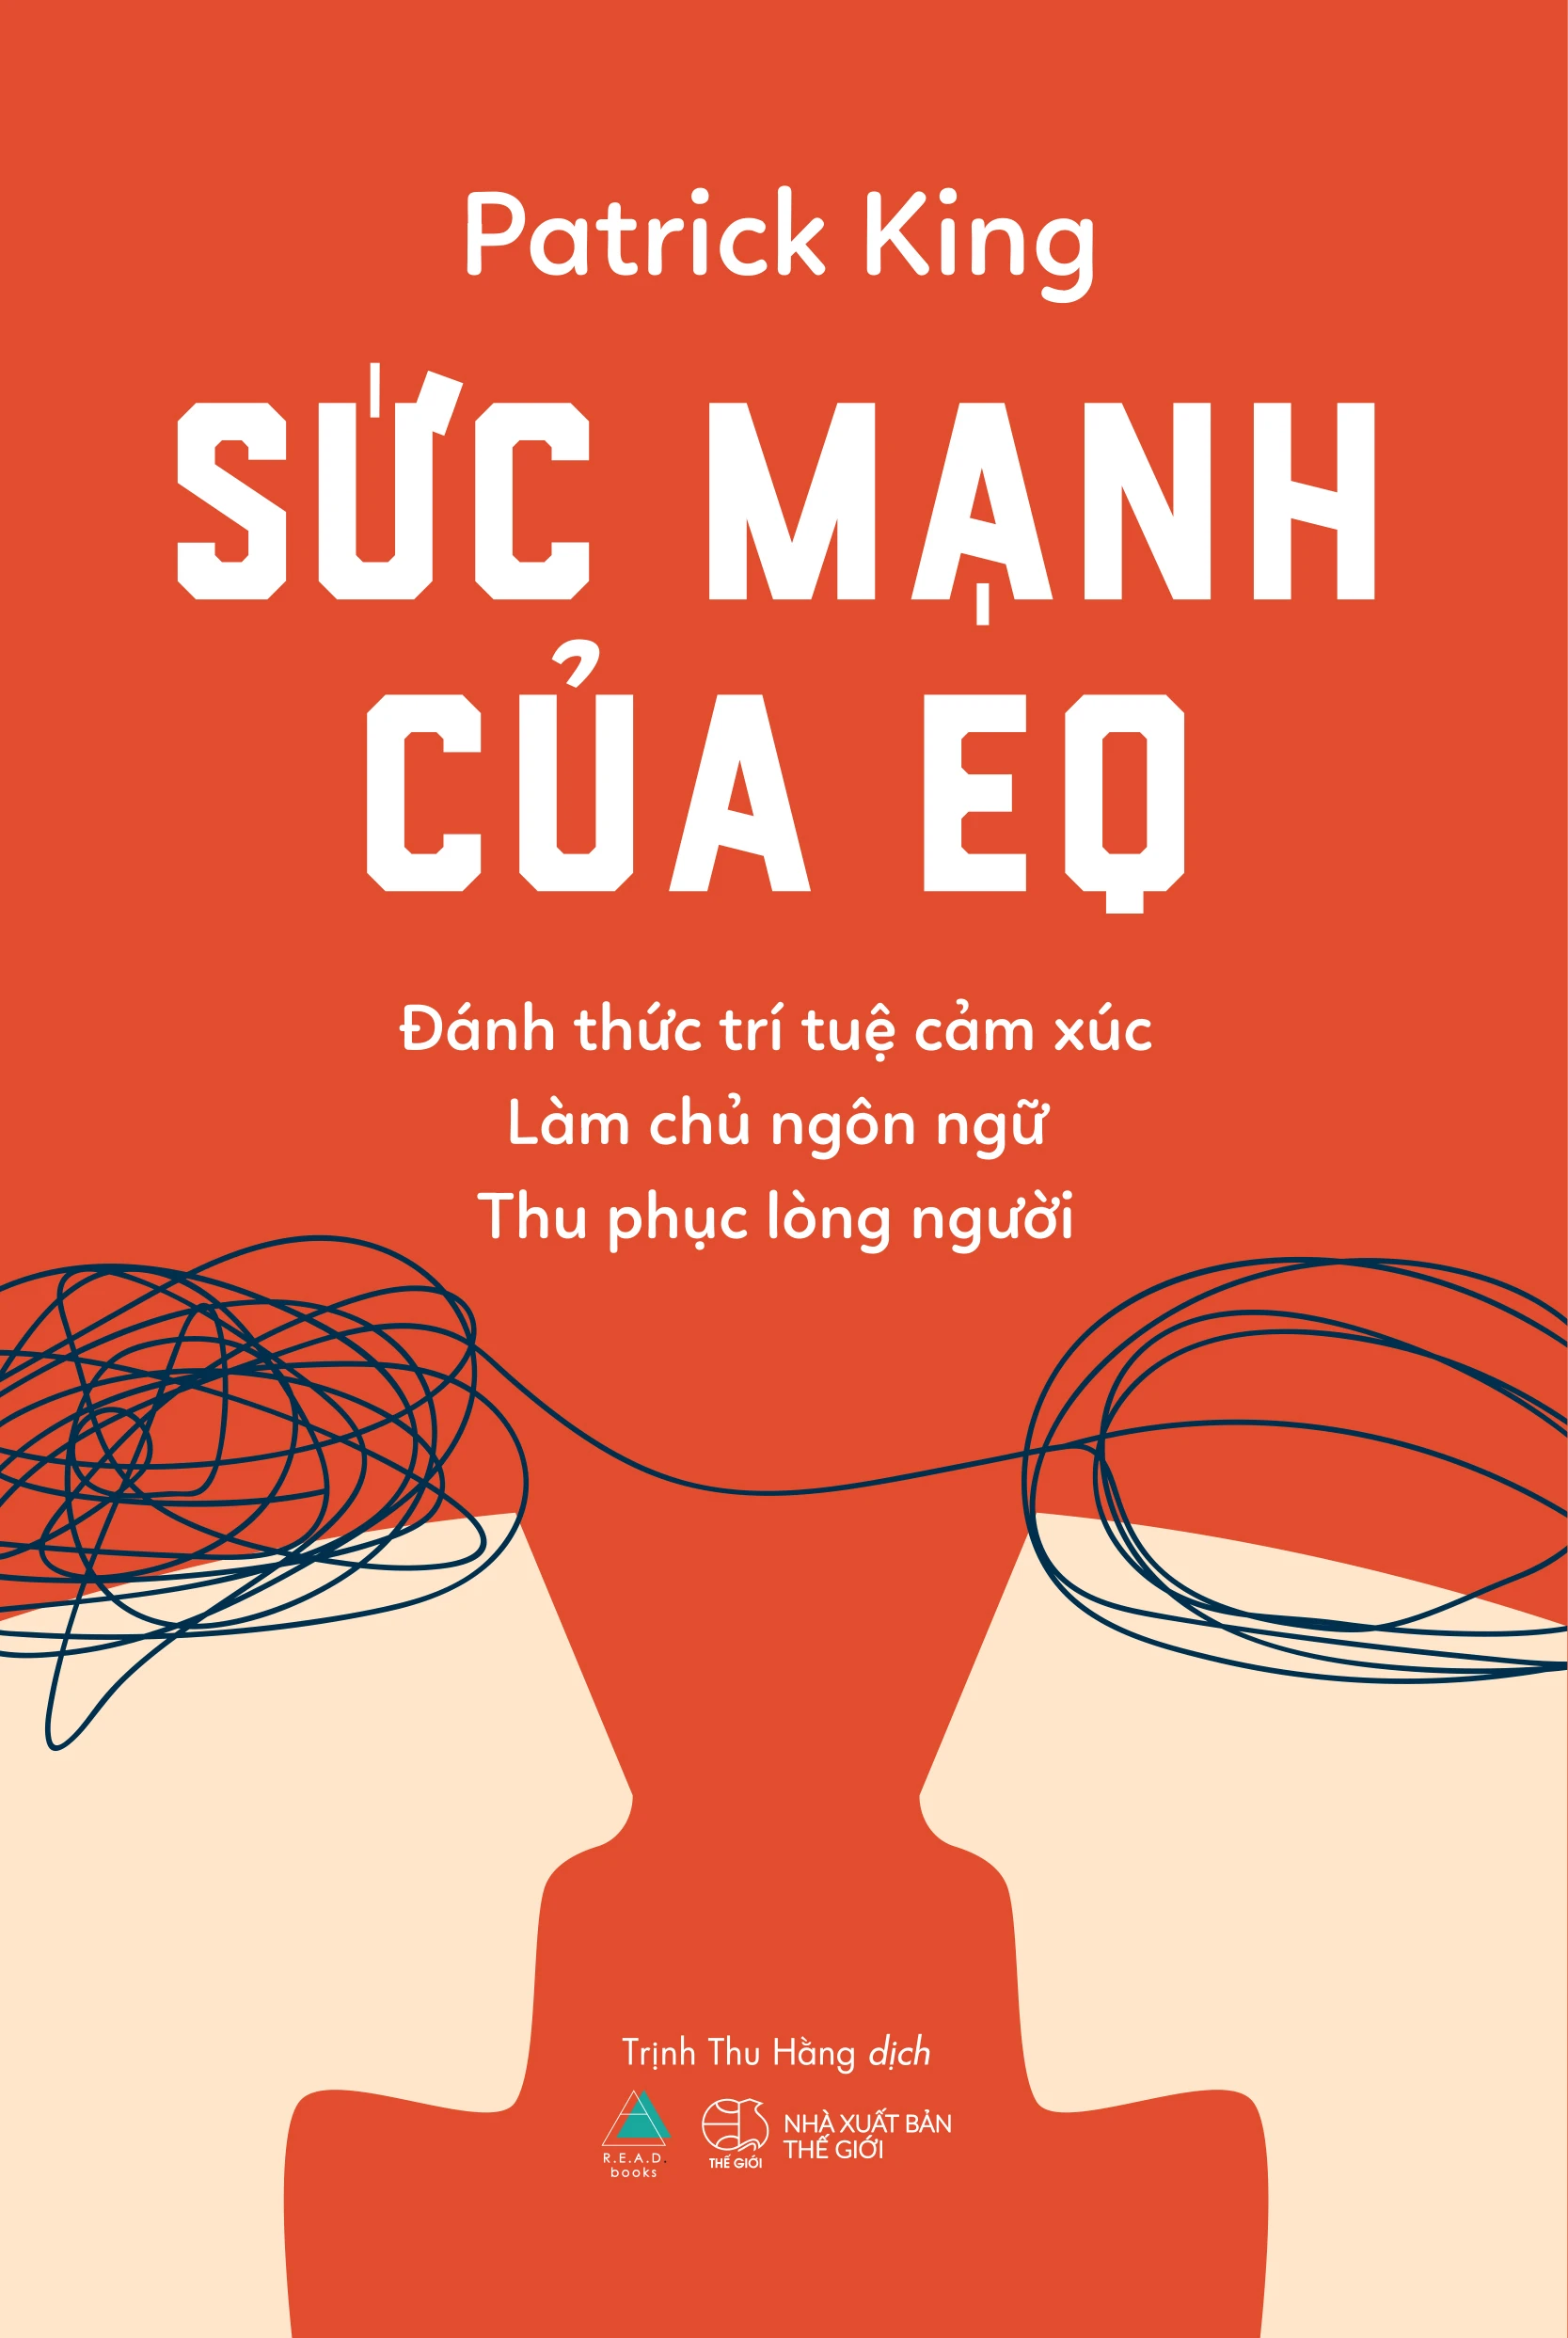 Patrick King
SỨC MẠNH
CỦA EQ
Đánh thức trí tuệ cảm xúc
Làm chủ ngôn ngữ
Thu phục lòng người
Trịnh Thu Hằng dịch
R.E.A.D.
books
THẾ GIỚI
NHÀ XUẤT BẢN
THẾ GIỚI